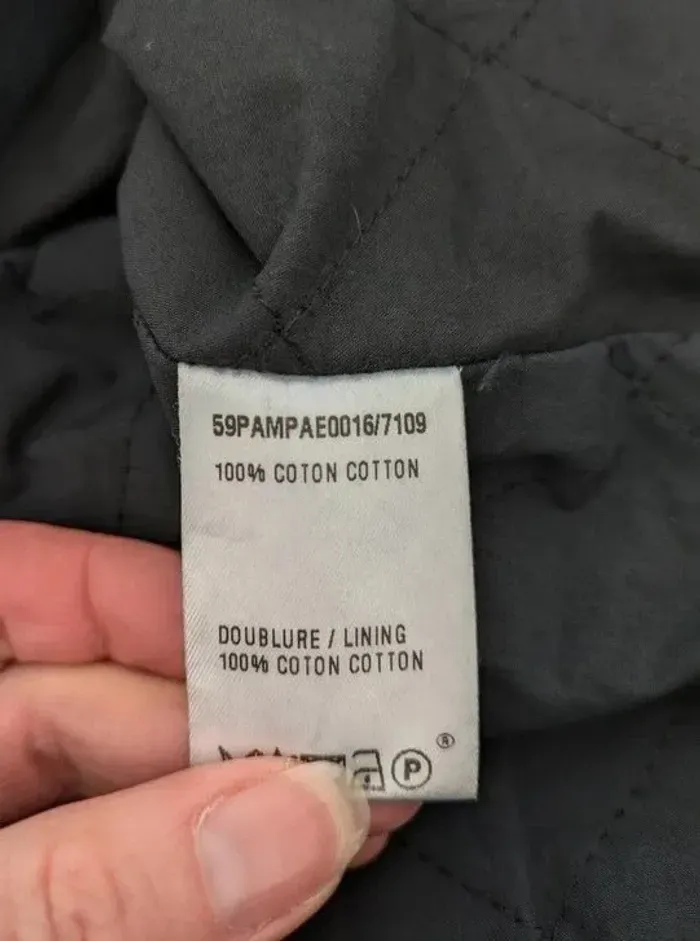 59PAMPAE0016/7109
100% COTON COTTON
DOUBLURE / LINING
100% COTON COTTON
®
P